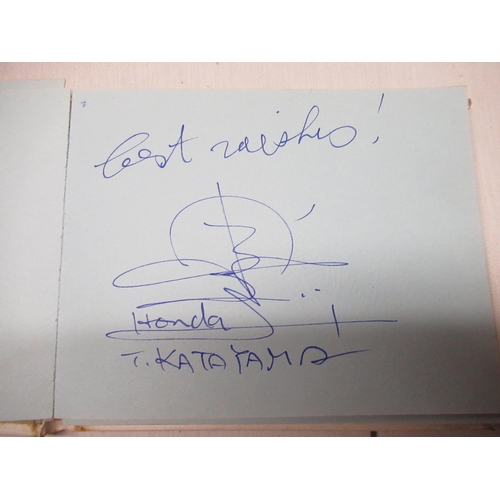 best wishes!
Honda
T. KATAYAMA